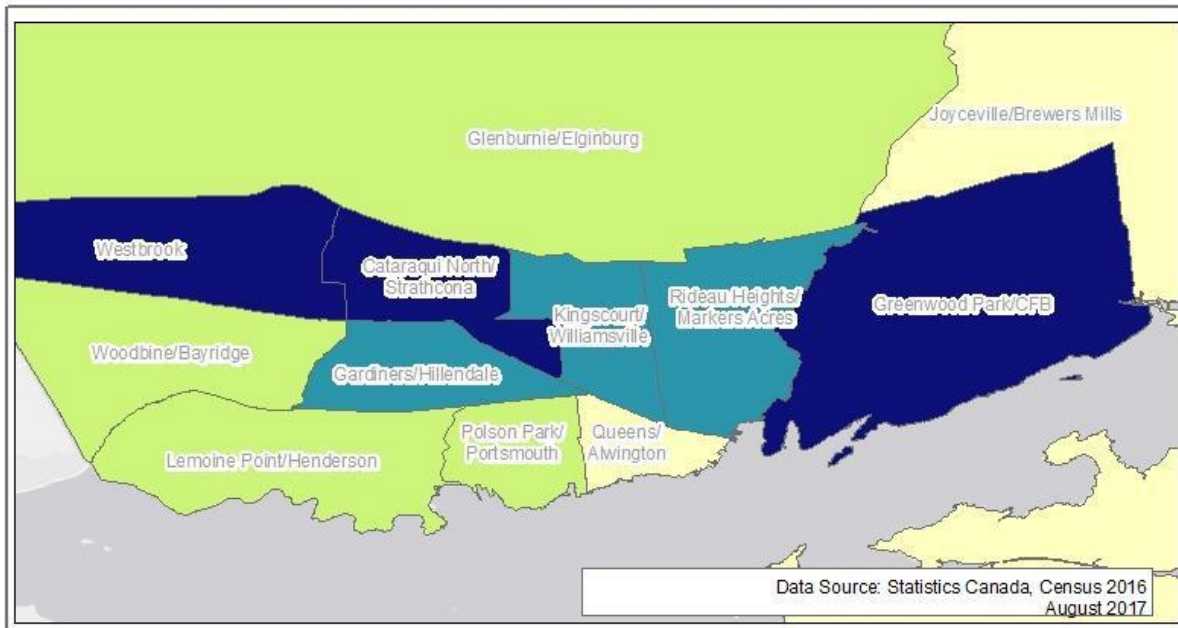 Joyceville/Brewers Mills
Glenburnie/Elginburg
Westbrook
Cataraqui North/
Strathcona
Rideau Heights/
Markers Acres
Greenwood Park/CFB
Kingscourt/
Williamsville
Woodbine/Bayridge
Gardiners/Hillendale
Polson Park/
Portsmouth
Queens/
Alwington
Lemoine Point/Henderson
Data Source: Statistics Canada, Census 2016
August 2017